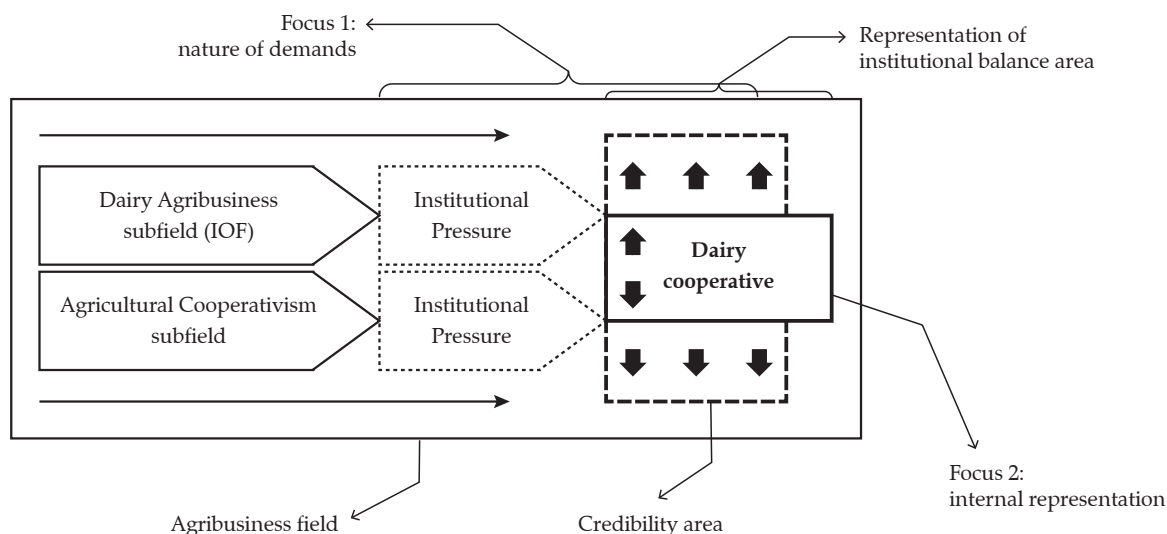 Focus 1:
nature of demands
Representation of
institutional balance area
Dairy Agribusiness
subfield (IOF)
Institutional
Pressure
Dairy
cooperative
Agricultural Cooperativism
subfield
Institutional
Pressure
Focus 2:
internal representation
Agribusiness field
Credibility area